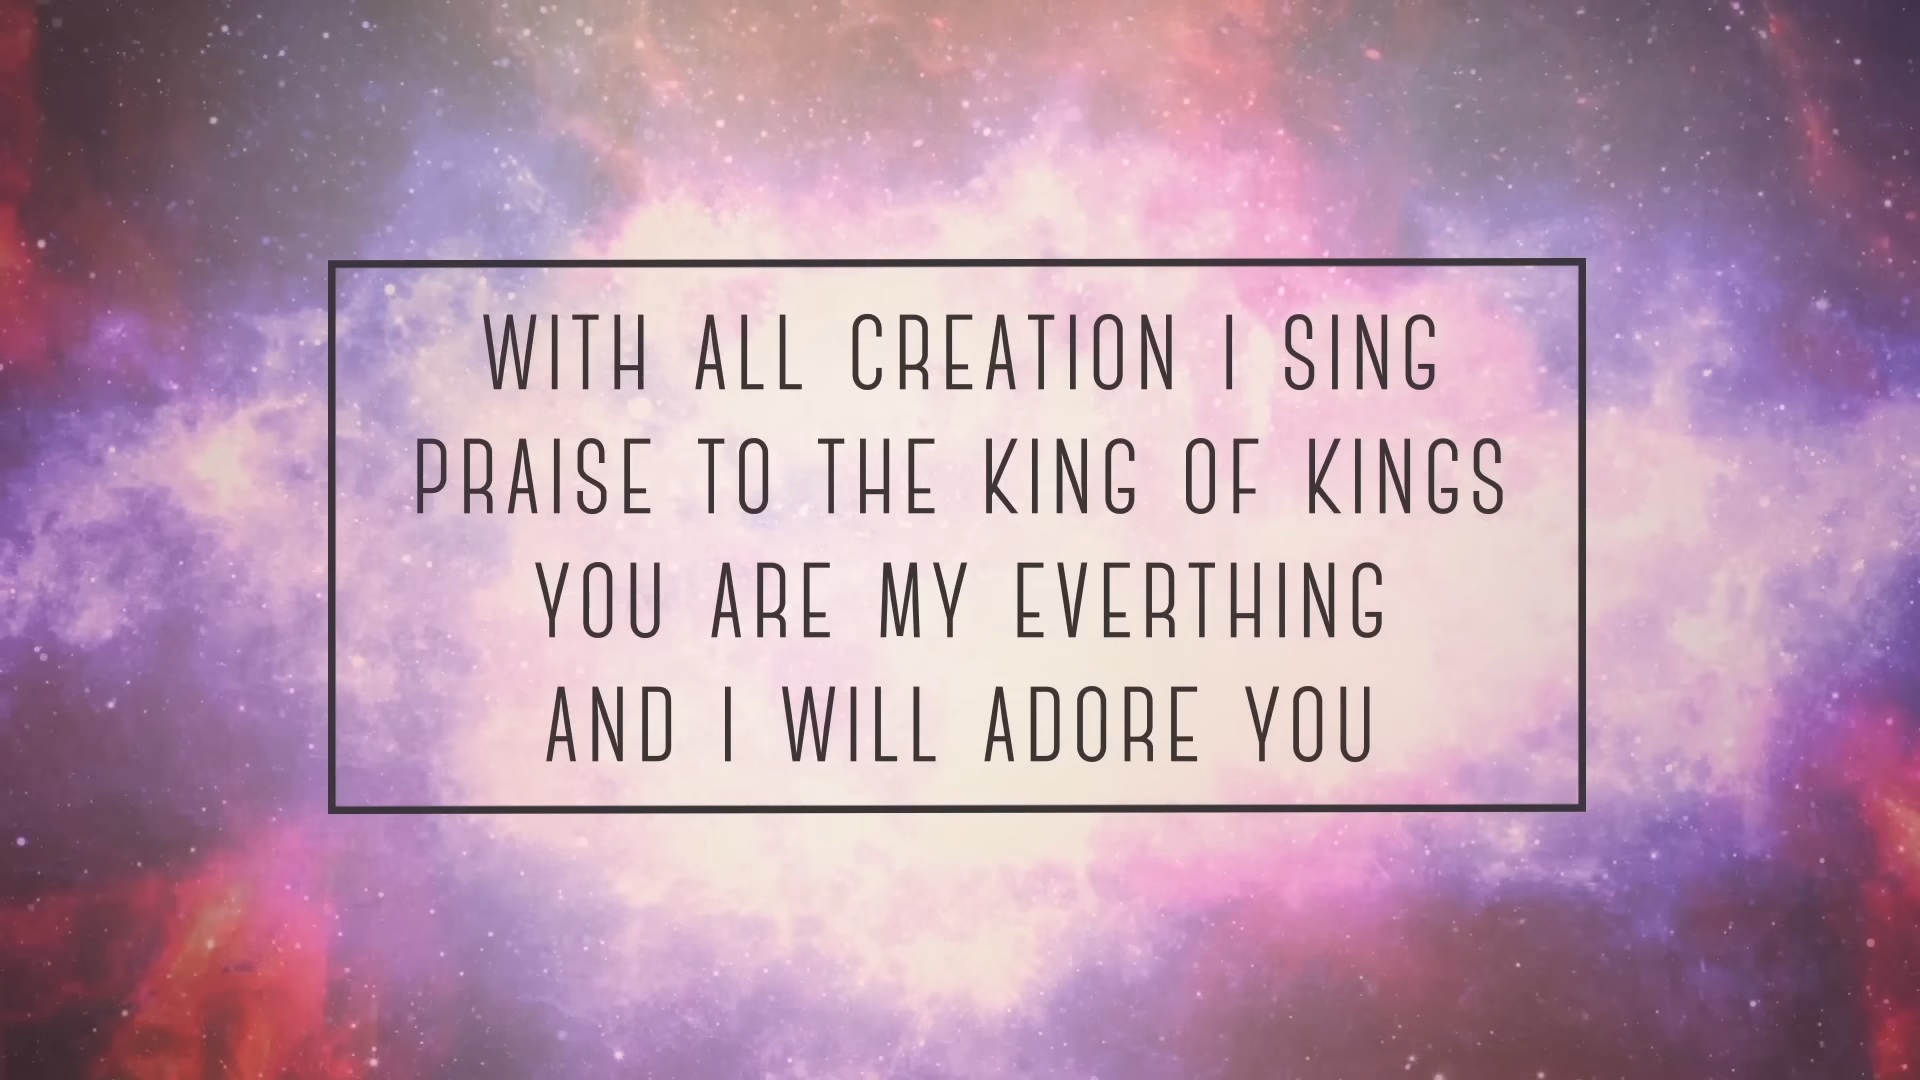 WITH ALL CREATION I SING
PRAISE TO THE KING OF KINGS
YOU ARE MY EVERTHING
AND I WILL ADORE YOU